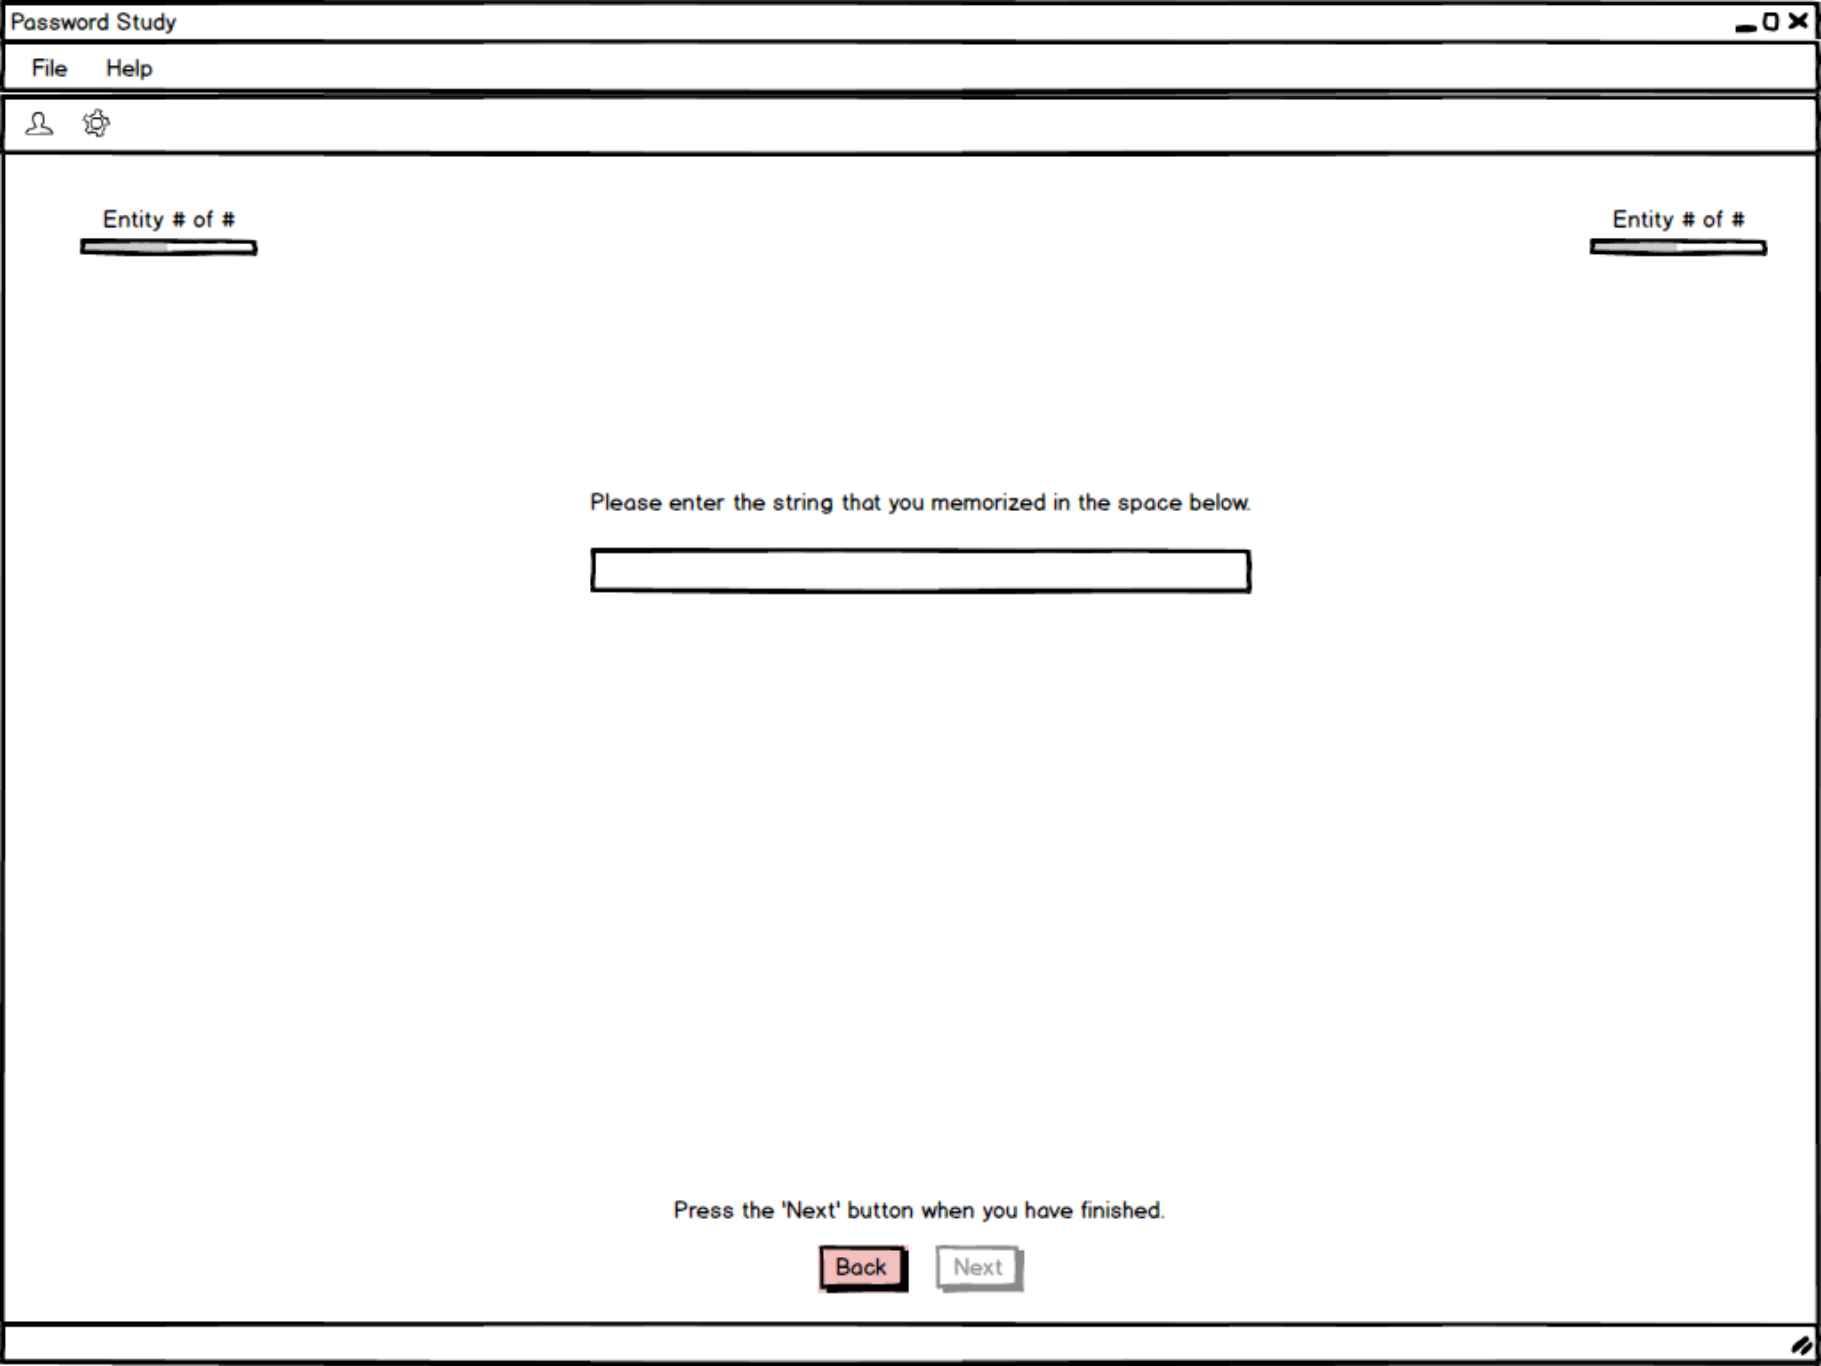 Password Study
File Help
Entity # of # Entity # of #
Please enter the string that you memorized in the space below.
Press the 'Next' button when you have finished.
Back Next